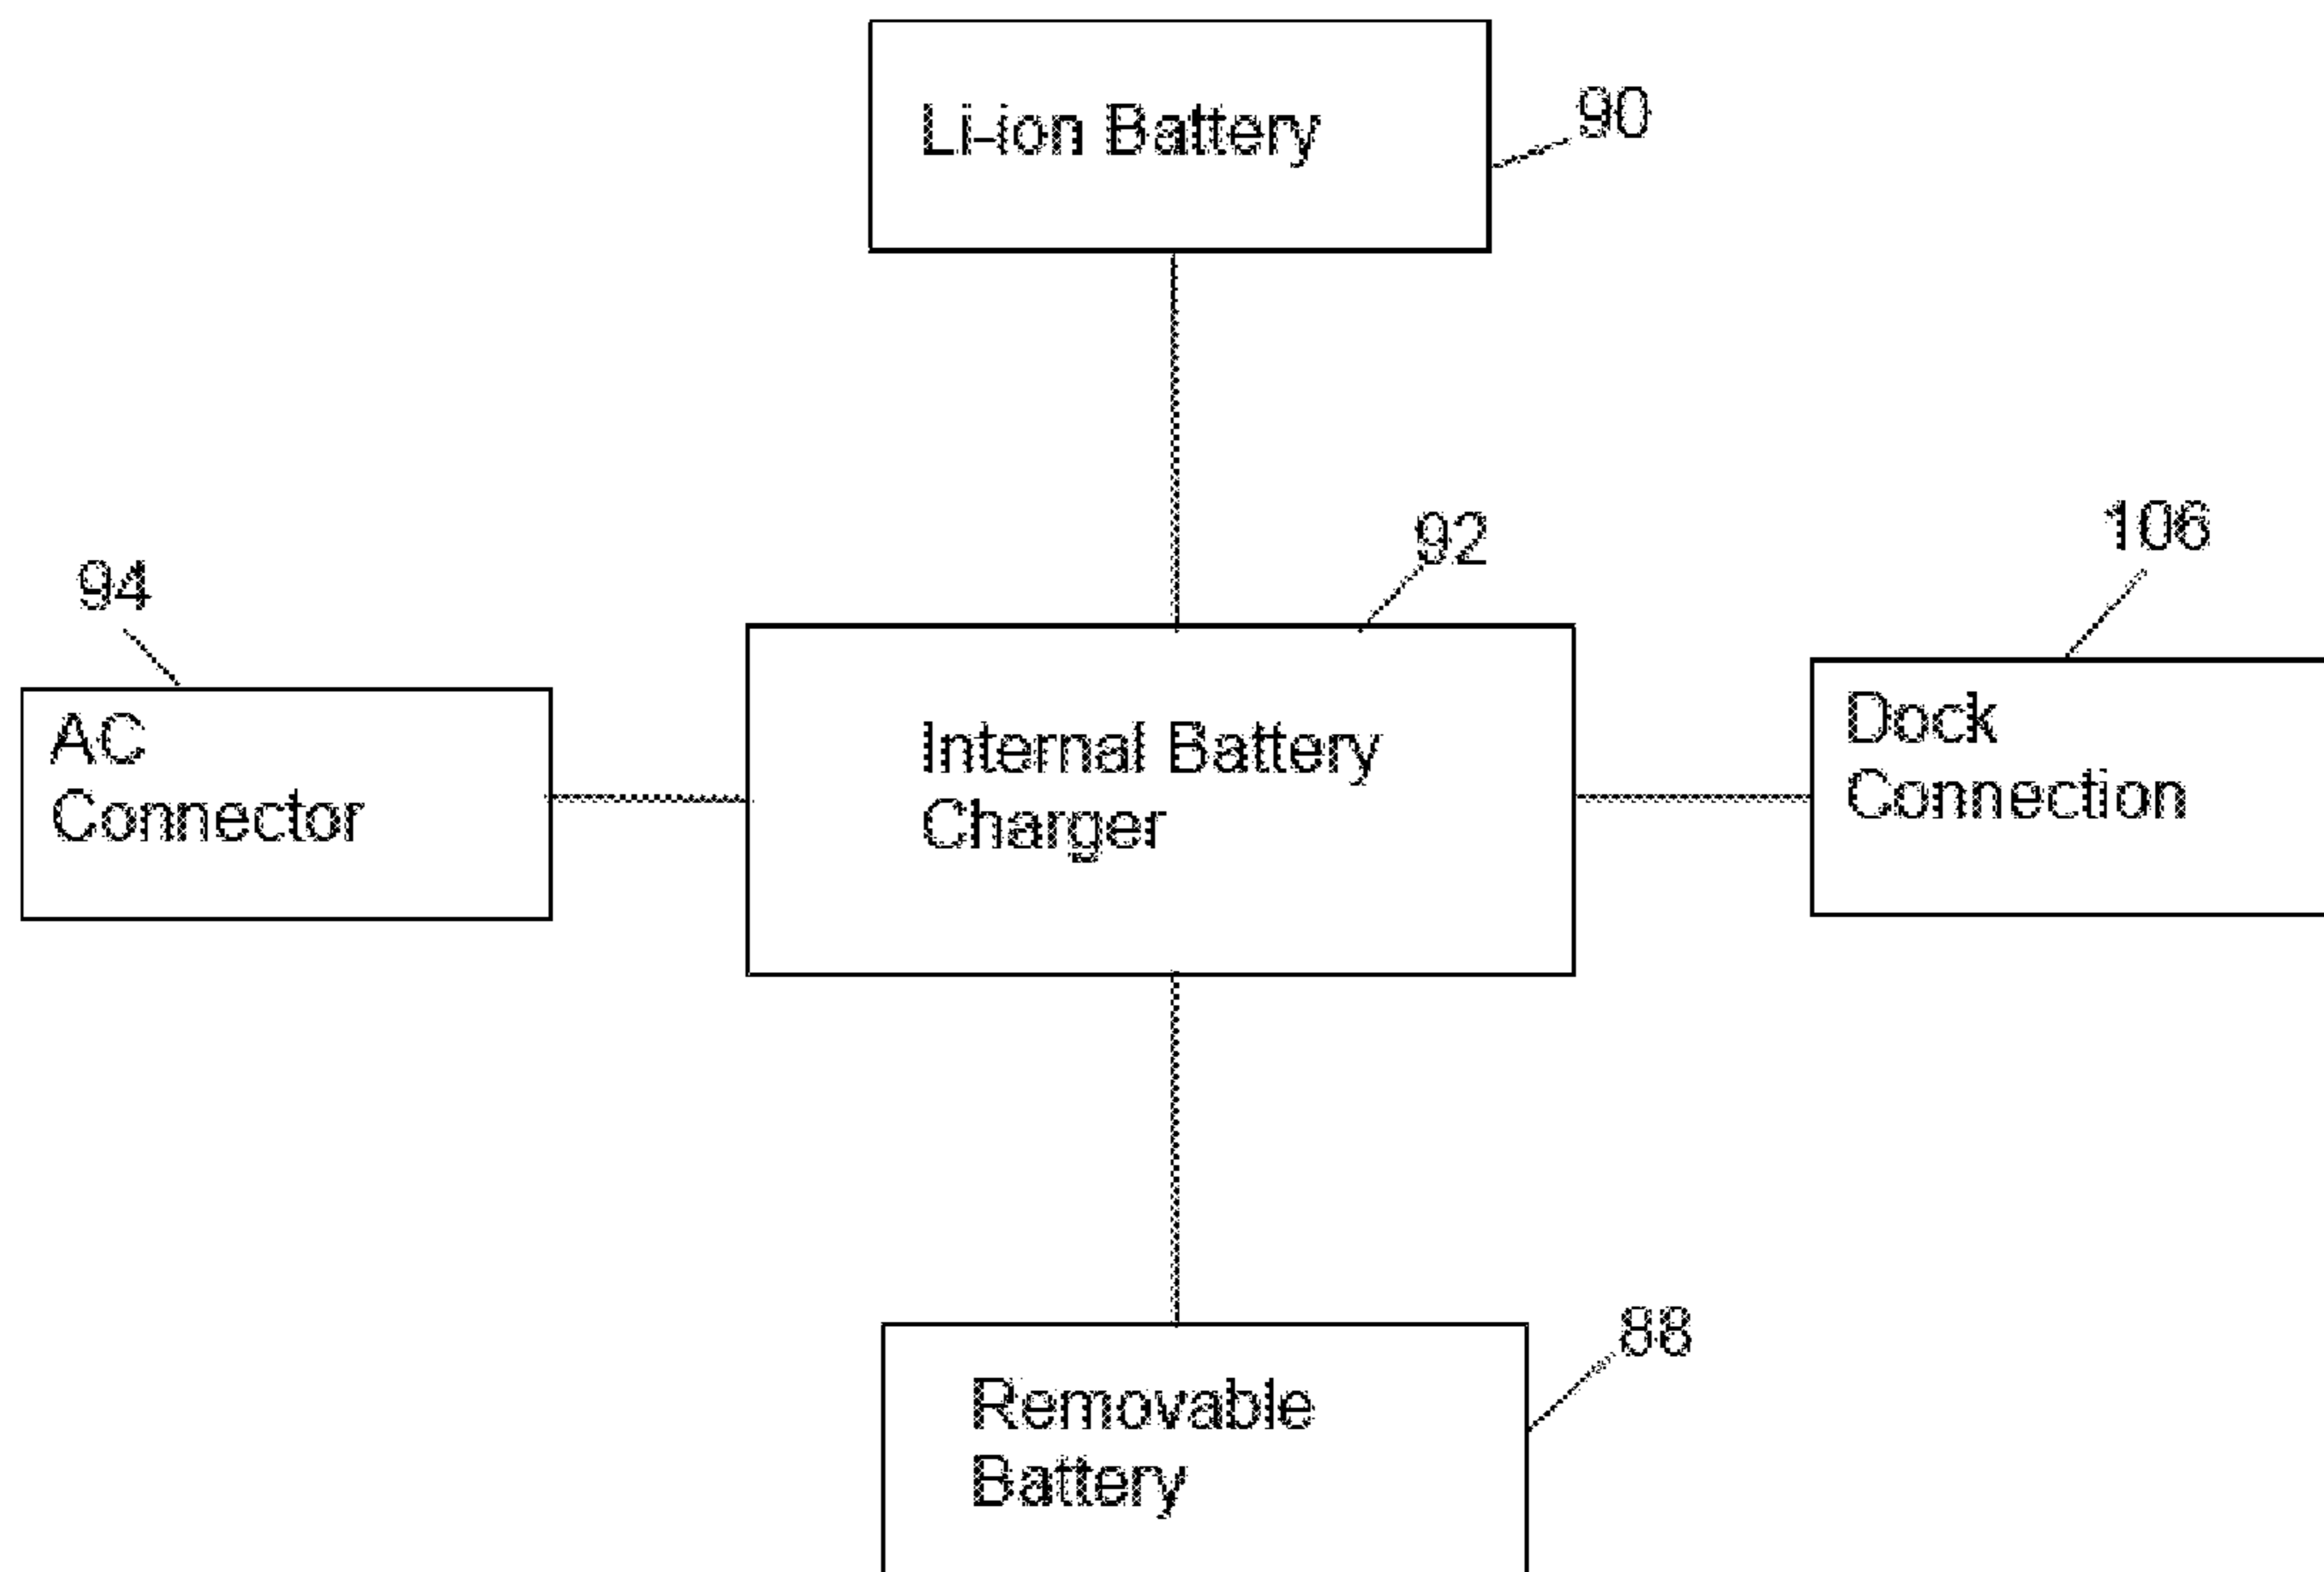 Li-ion Battery
90
92
106
94
AC
Connector
Internal Battery
Charger
Dock
Connection
88
Removable
Battery